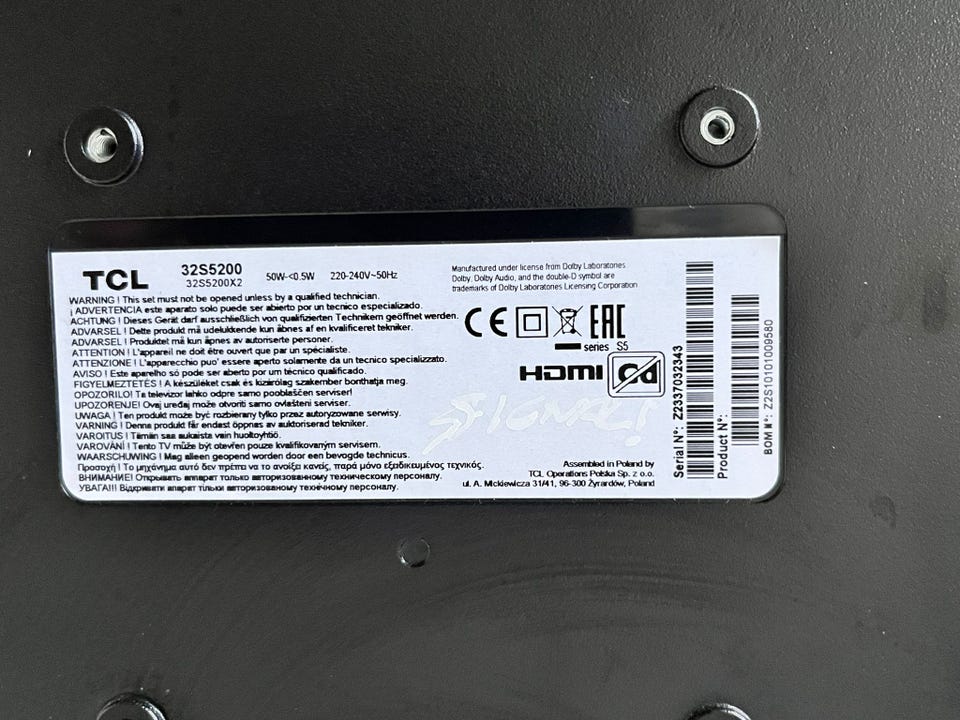 TCL
32S5200
32S5200X2
50W-<0.5W 220-240V~50Hz
WARNING ! This set must not be opened unless by a qualified technician.
¡ ADVERTENCIA este aparato solo puede ser abierto por un tecnico especializado.
ACHTUNG ! Dieses Gerät darf ausschließlich von qualifizierten Technikern geöffnet werden.
ADVARSEL ! Dette produkt må udelukkende kun åbnes af en kvalificeret tekniker.
ADVARSEL ! Produktet må kun åpnes av autoriserte personer.
ATTENTION ! L'appareil ne doit être ouvert que par un spécialiste.
ATTENZIONE ! L'apparecchio puo' essere aperto solamente da un tecnico specializzato.
AVISO ! Este aparelho só pode ser aberto por um técnico qualificado.
FIGYELMEZTETÉS ! A készüléket csak és kizárólag szakember bonthatja meg.
OPOZORILO! Ta televizor lahko odpre samo pooblaščen serviser!
UPOZORENJE! Ovaj uređaj može otvoriti samo ovlašteni serviser.
UWAGA ! Ten produkt może być rozbierany tylko przez autoryzowane serwisy.
VARNING ! Denna produkt får endast öppnas av auktoriserad tekniker.
VAROITUS ! Tämän saa aukaista vain huoltoyhtiö.
VAROVÁNÍ ! Tento TV může být otevřen pouze kvalifikovaným servisem.
WAARSCHUWING ! Mag alleen geopend worden door een bevoegde technicus.
Προσοχή ! Το μηχάνημα αυτό δεν πρέπει να το ανοίξει κανείς, παρά μόνο εξειδικευμένος τεχνικός.
ВНИМАНИЕ! Открывать аппарат только авторизованному техническому персоналу.
УВАГА!!! Відкривати апарат тільки авторизованому технічному персоналу.
Manufactured under license from Dolby Laboratories.
Dolby, Dolby Audio, and the double-D symbol are
trademarks of Dolby Laboratories Licensing Corporation.
CE EAC
series S5
HDMI
SIGNAL!
Assembled in Poland by
TCL Operations Polska Sp. z o.o.
ul. A. Mickiewicza 31/41, 96-300 Żyrardów, Poland
Serial N°: Z2337032343
Product N°:
BOM N°: Z2S10101009580